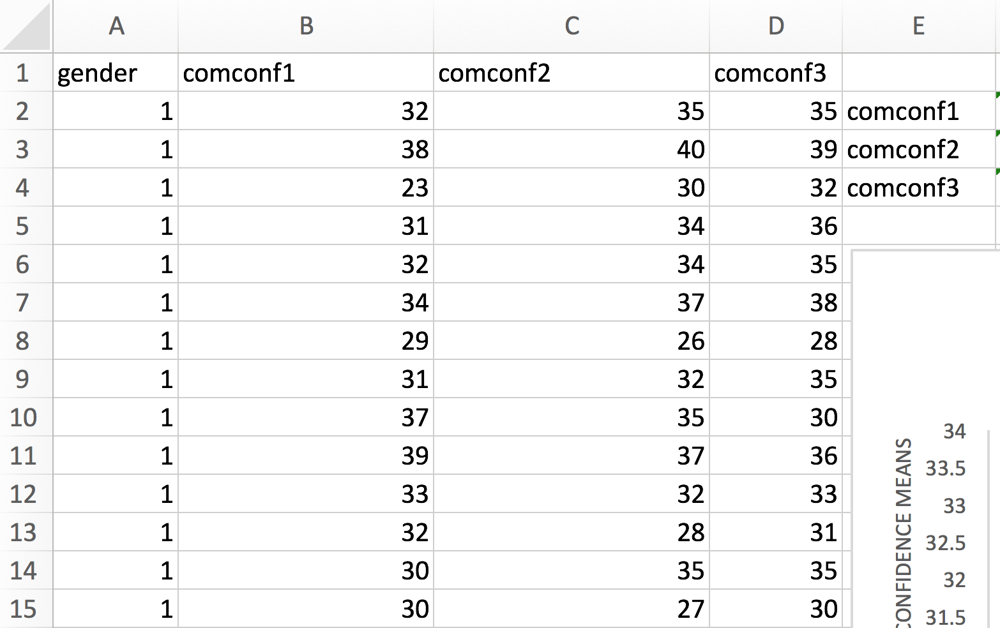 A B C D E
1 gender comconf1 comconf2 comconf3
2 1 32 35 35 comconf1
3 1 38 40 39 comconf2
4 1 23 30 32 comconf3
5 1 31 34 36
6 1 32 34 35
7 1 34 37 38
8 1 29 26 28
9 1 31 32 35
10 1 37 35 30
11 1 39 37 36
12 1 33 32 33
13 1 32 28 31
14 1 30 35 35
15 1 30 27 30
34
33.5
33
32.5
32
31.5
CONFIDENCE MEANS